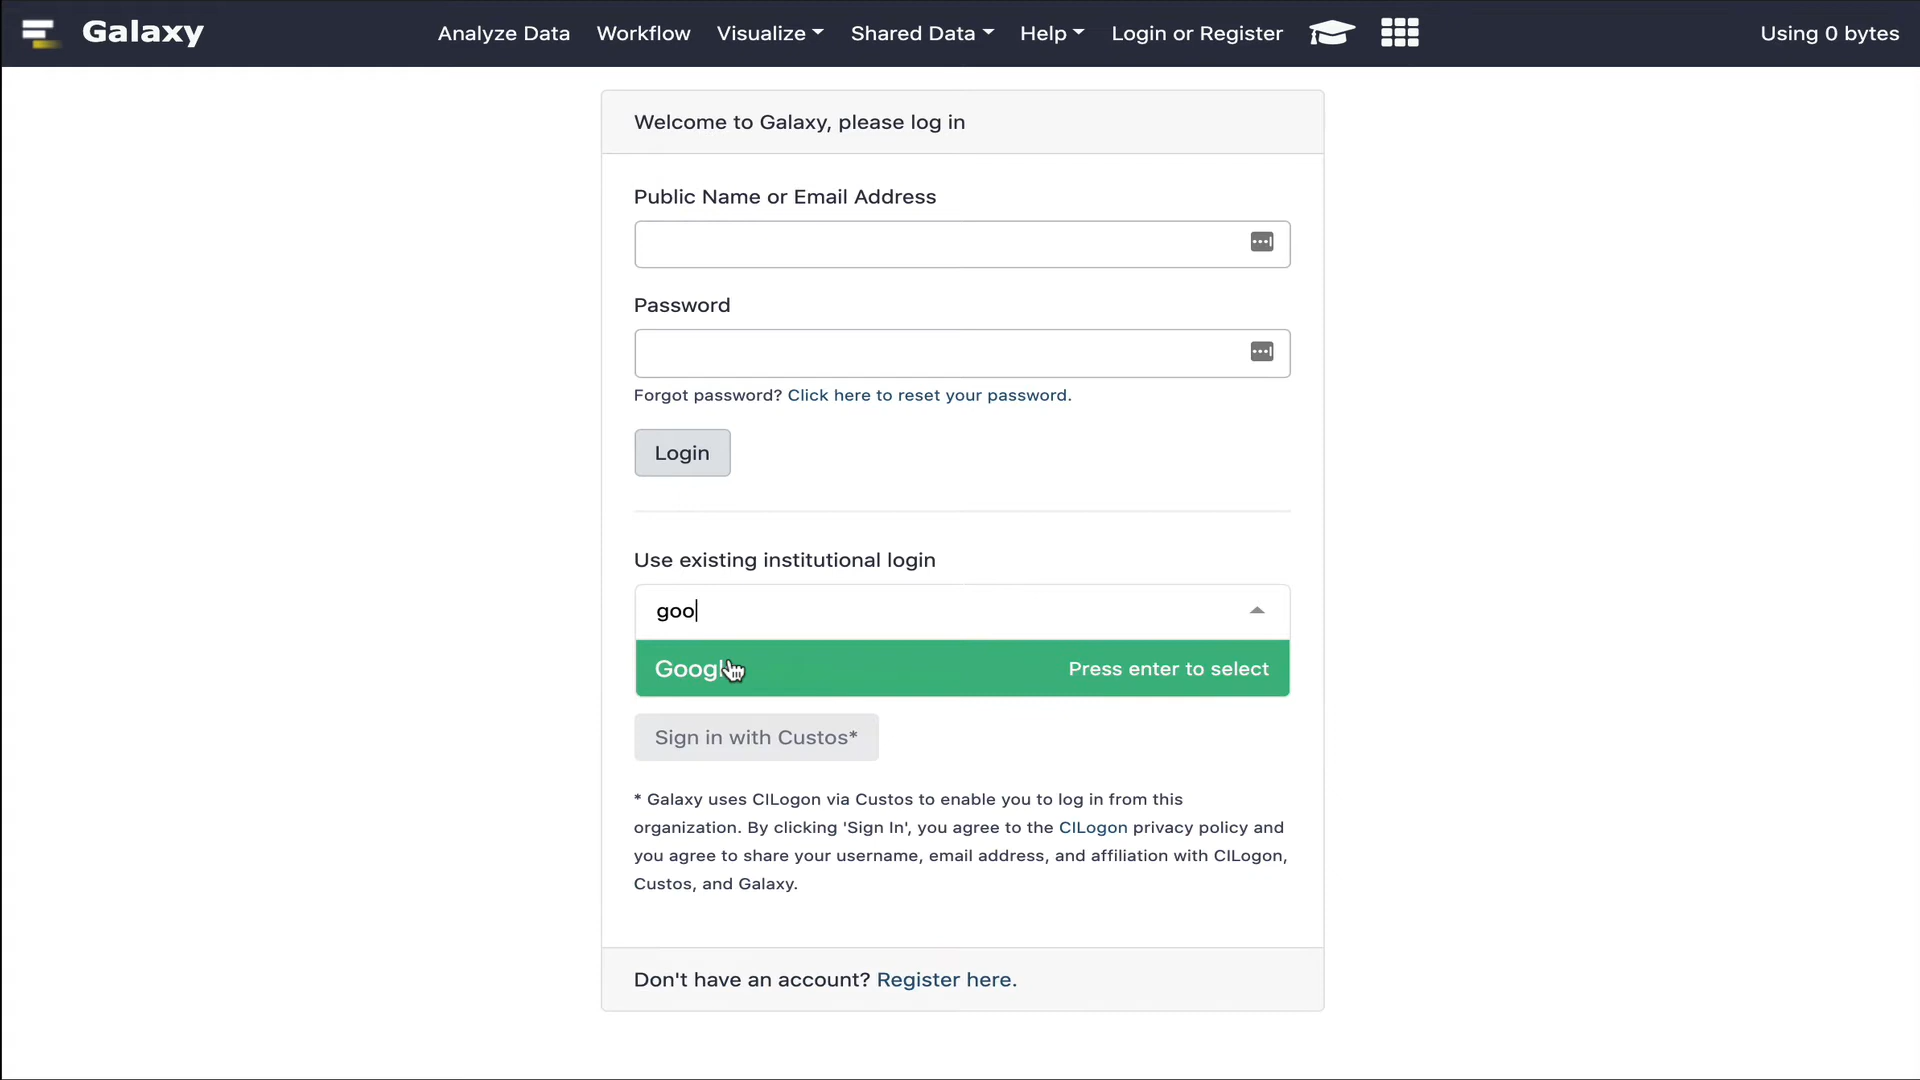 Galaxy
Analyze Data Workflow Visualize Shared Data Help Login or Register Using 0 bytes
Welcome to Galaxy, please log in
Public Name or Email Address
Password
Forgot password? Click here to reset your password.
Login
Use existing institutional login
goo
Press enter to select
Sign in with Custos*
* Galaxy uses CILogon via Custos to enable you to log in from this
organization. By clicking 'Sign In', you agree to the CILogon privacy policy and
you agree to share your username, email address, and affiliation with CILogon,
Custos, and Galaxy.
Don't have an account? Register here.